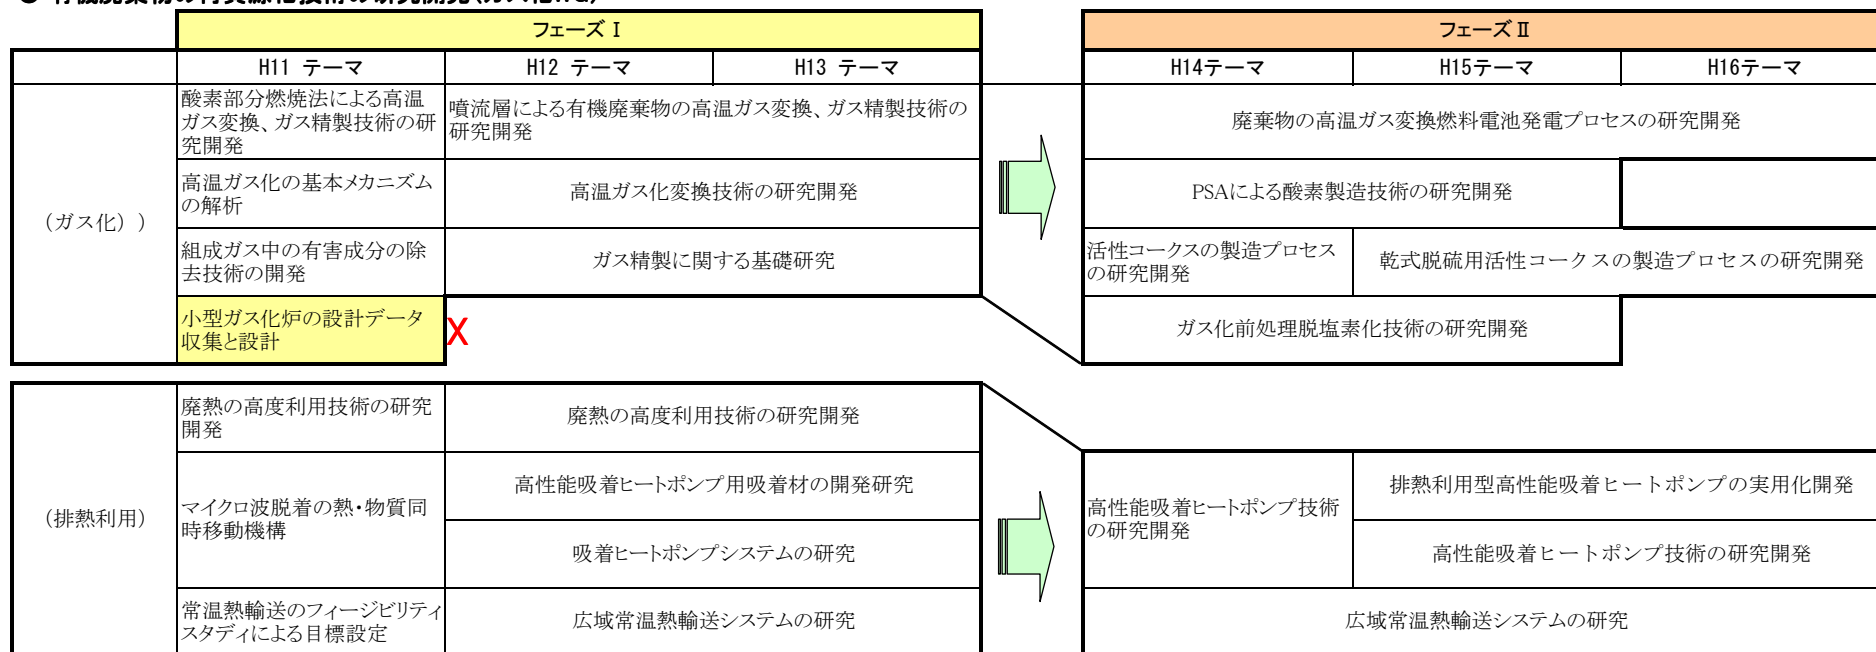 フェーズⅠ
フェーズⅡ
H11 テーマ
H12 テーマ
H13 テーマ
H14テーマ
H15テーマ
H16テーマ
(ガス化) )
酸素部分燃焼法による高温
ガス変換、ガス精製技術の研
究開発
噴流層による有機廃棄物の高温ガス変換、ガス精製技術の
研究開発
廃棄物の高温ガス変換燃料電池発電プロセスの研究開発
高温ガス化の基本メカニズム
の解析
高温ガス化変換技術の研究開発
PSAによる酸素製造技術の研究開発
組成ガス中の有害成分の除
去技術の開発
ガス精製に関する基礎研究
活性コークスの製造プロセス
の研究開発
乾式脱硫用活性コークスの製造プロセスの研究開発
小型ガス化炉の設計データ
収集と設計
X
ガス化前処理脱塩素化技術の研究開発
(排熱利用)
廃熱の高度利用技術の研究
開発
廃熱の高度利用技術の研究開発
マイクロ波脱着の熱・物質同
時移動機構
高性能吸着ヒートポンプ用吸着材の開発研究
吸着ヒートポンプシステムの研究
高性能吸着ヒートポンプ技術
の研究開発
排熱利用型高性能吸着ヒートポンプの実用化開発
高性能吸着ヒートポンプ技術の研究開発
常温熱輸送のフィージビリティ
スタディによる目標設定
広域常温熱輸送システムの研究
広域常温熱輸送システムの研究